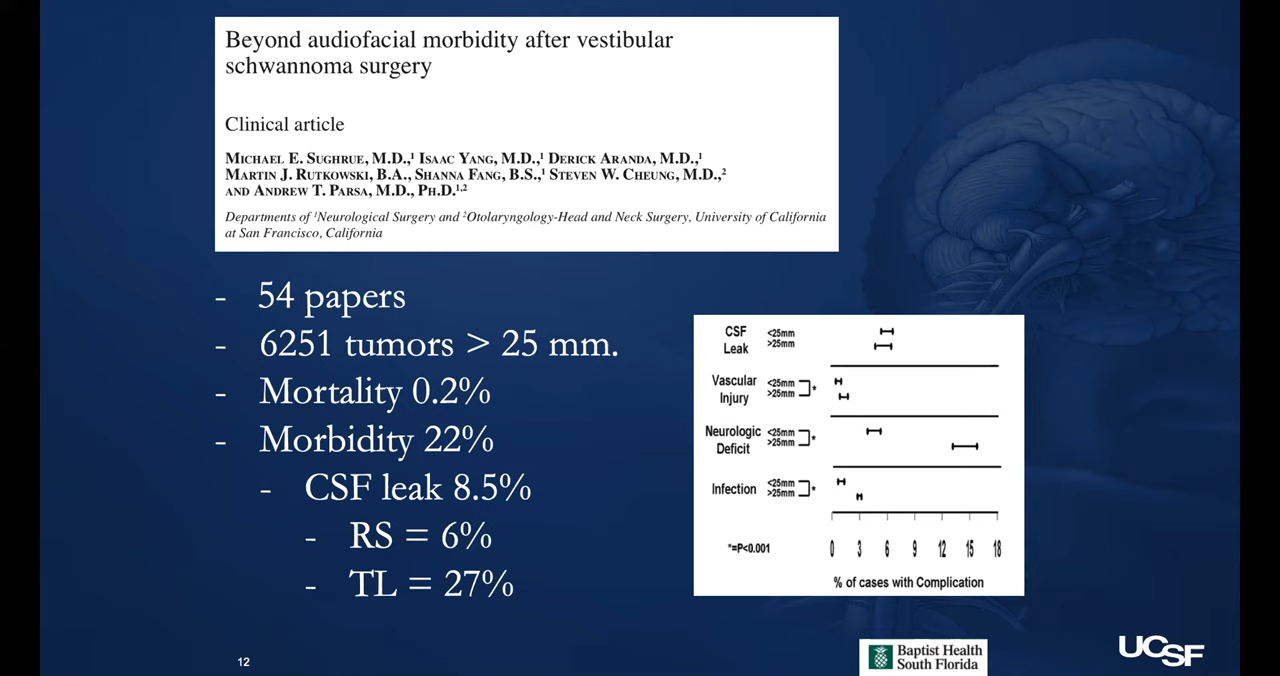 Beyond audiofacial morbidity after vestibular
schwannoma surgery
Clinical article
Michael E. Sughrue, M.D.,¹ Isaac Yang, M.D.,¹ Derick Aranda, M.D.,¹
Martin J. Rutkowski, B.A., Shanna Fang, B.S.,¹ Steven W. Cheung, M.D.,²
and Andrew T. Parsa, M.D., Ph.D.¹,²
Departments of ¹Neurological Surgery and ²Otolaryngology-Head and Neck Surgery, University of California
at San Francisco, California
- 54 papers
- 6251 tumors > 25 mm.
- Mortality 0.2%
- Morbidity 22%
- CSF leak 8.5%
- RS = 6%
- TL = 27%
CSF Leak
<25mm
>25mm
Vascular Injury
<25mm
>25mm
*
Neurologic Deficit
<25mm
>25mm
*
Infection
<25mm
>25mm
*
*=P<0.001
0 3 6 9 12 15 18
% of cases with Complication
12
Baptist Health
South Florida
UCSF